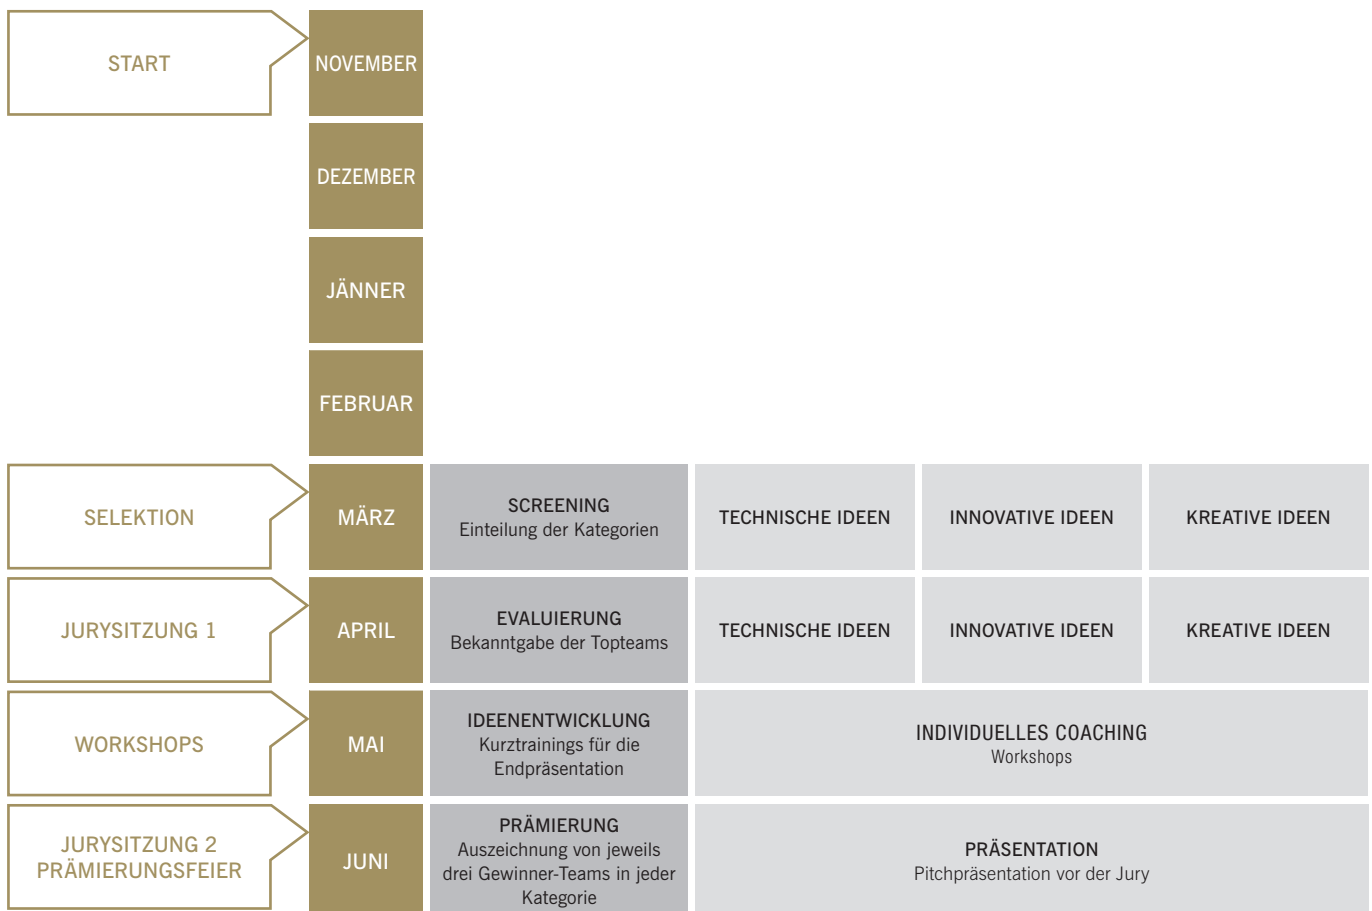 START
NOVEMBER
DEZEMBER
JÄNNER
FEBRUAR
SELEKTION
MÄRZ
SCREENING
Einteilung der Kategorien
TECHNISCHE IDEEN
INNOVATIVE IDEEN
KREATIVE IDEEN
JURYSITZUNG 1
APRIL
EVALUIERUNG
Bekanntgabe der Topteams
TECHNISCHE IDEEN
INNOVATIVE IDEEN
KREATIVE IDEEN
WORKSHOPS
MAI
IDEENENTWICKLUNG
Kurztrainings für die
Endpräsentation
INDIVIDUELLES COACHING
Workshops
JURYSITZUNG 2
PRÄMIERUNGSFEIER
JUNI
PRÄMIERUNG
Auszeichnung von jeweils
drei Gewinner-Teams in jeder
Kategorie
PRÄSENTATION
Pitchpräsentation vor der Jury